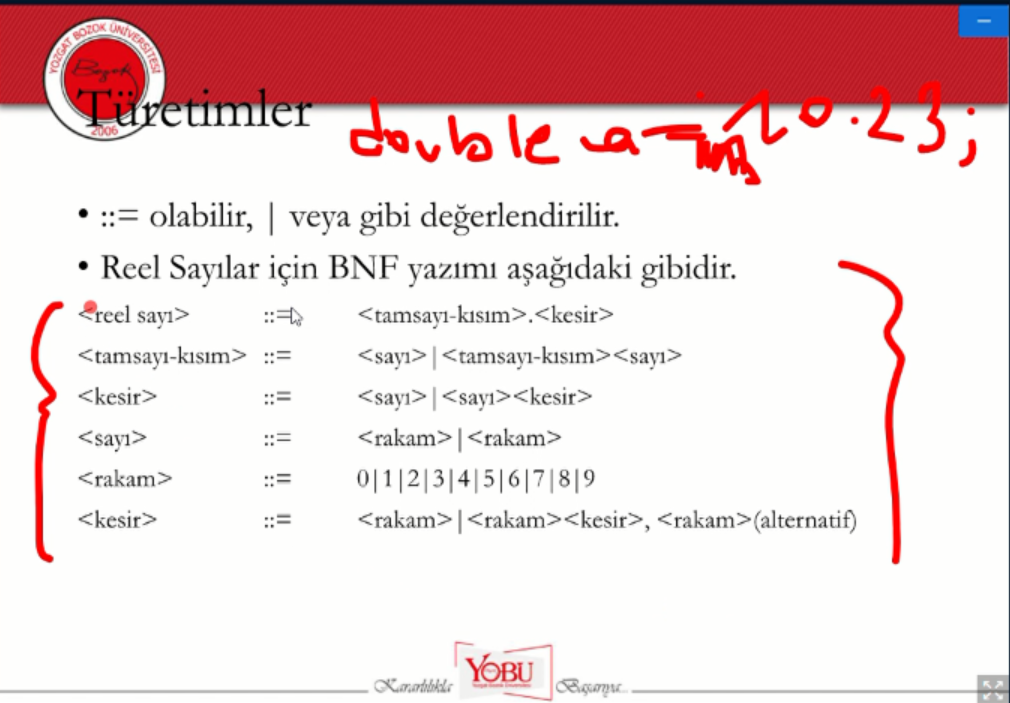 YOZGAT BOZOK ÜNİVERSİTESİ
Bozok
2006
Türetimler
double a = 20.23;
• ::= olabilir, | veya gibi değerlendirilir.
• Reel Sayılar için BNF yazımı aşağıdaki gibidir.
<reel sayı> ::= <tamsayı-kısım>.<kesir>
<tamsayı-kısım> ::= <sayı>|<tamsayı-kısım><sayı>
<kesir> ::= <sayı>|<sayı><kesir>
<sayı> ::= <rakam>|<rakam>
<rakam> ::= 0|1|2|3|4|5|6|7|8|9
<kesir> ::= <rakam>|<rakam><kesir>, <rakam>(alternatif)
Kararlılıkla
YOBU
Başarıya...